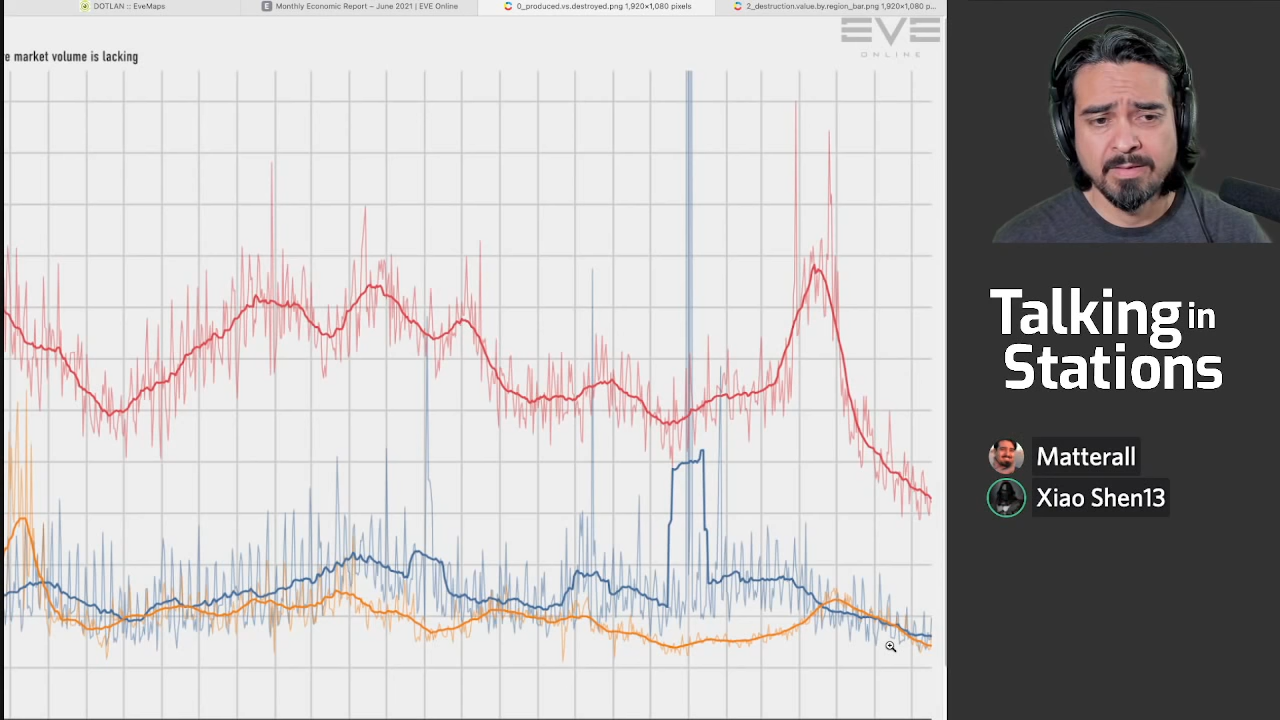 DOTLAN :: EveMaps
Monthly Economic Report – June 2021 | EVE Online
0_produced.vs.destroyed.png 1,920×1,080 pixels
2_destruction.value.by.region_bar.png 1,920×1,080 p...
EVE
ONLINE
e market volume is lacking
Talking in
Stations
Matterall
Xiao Shen13